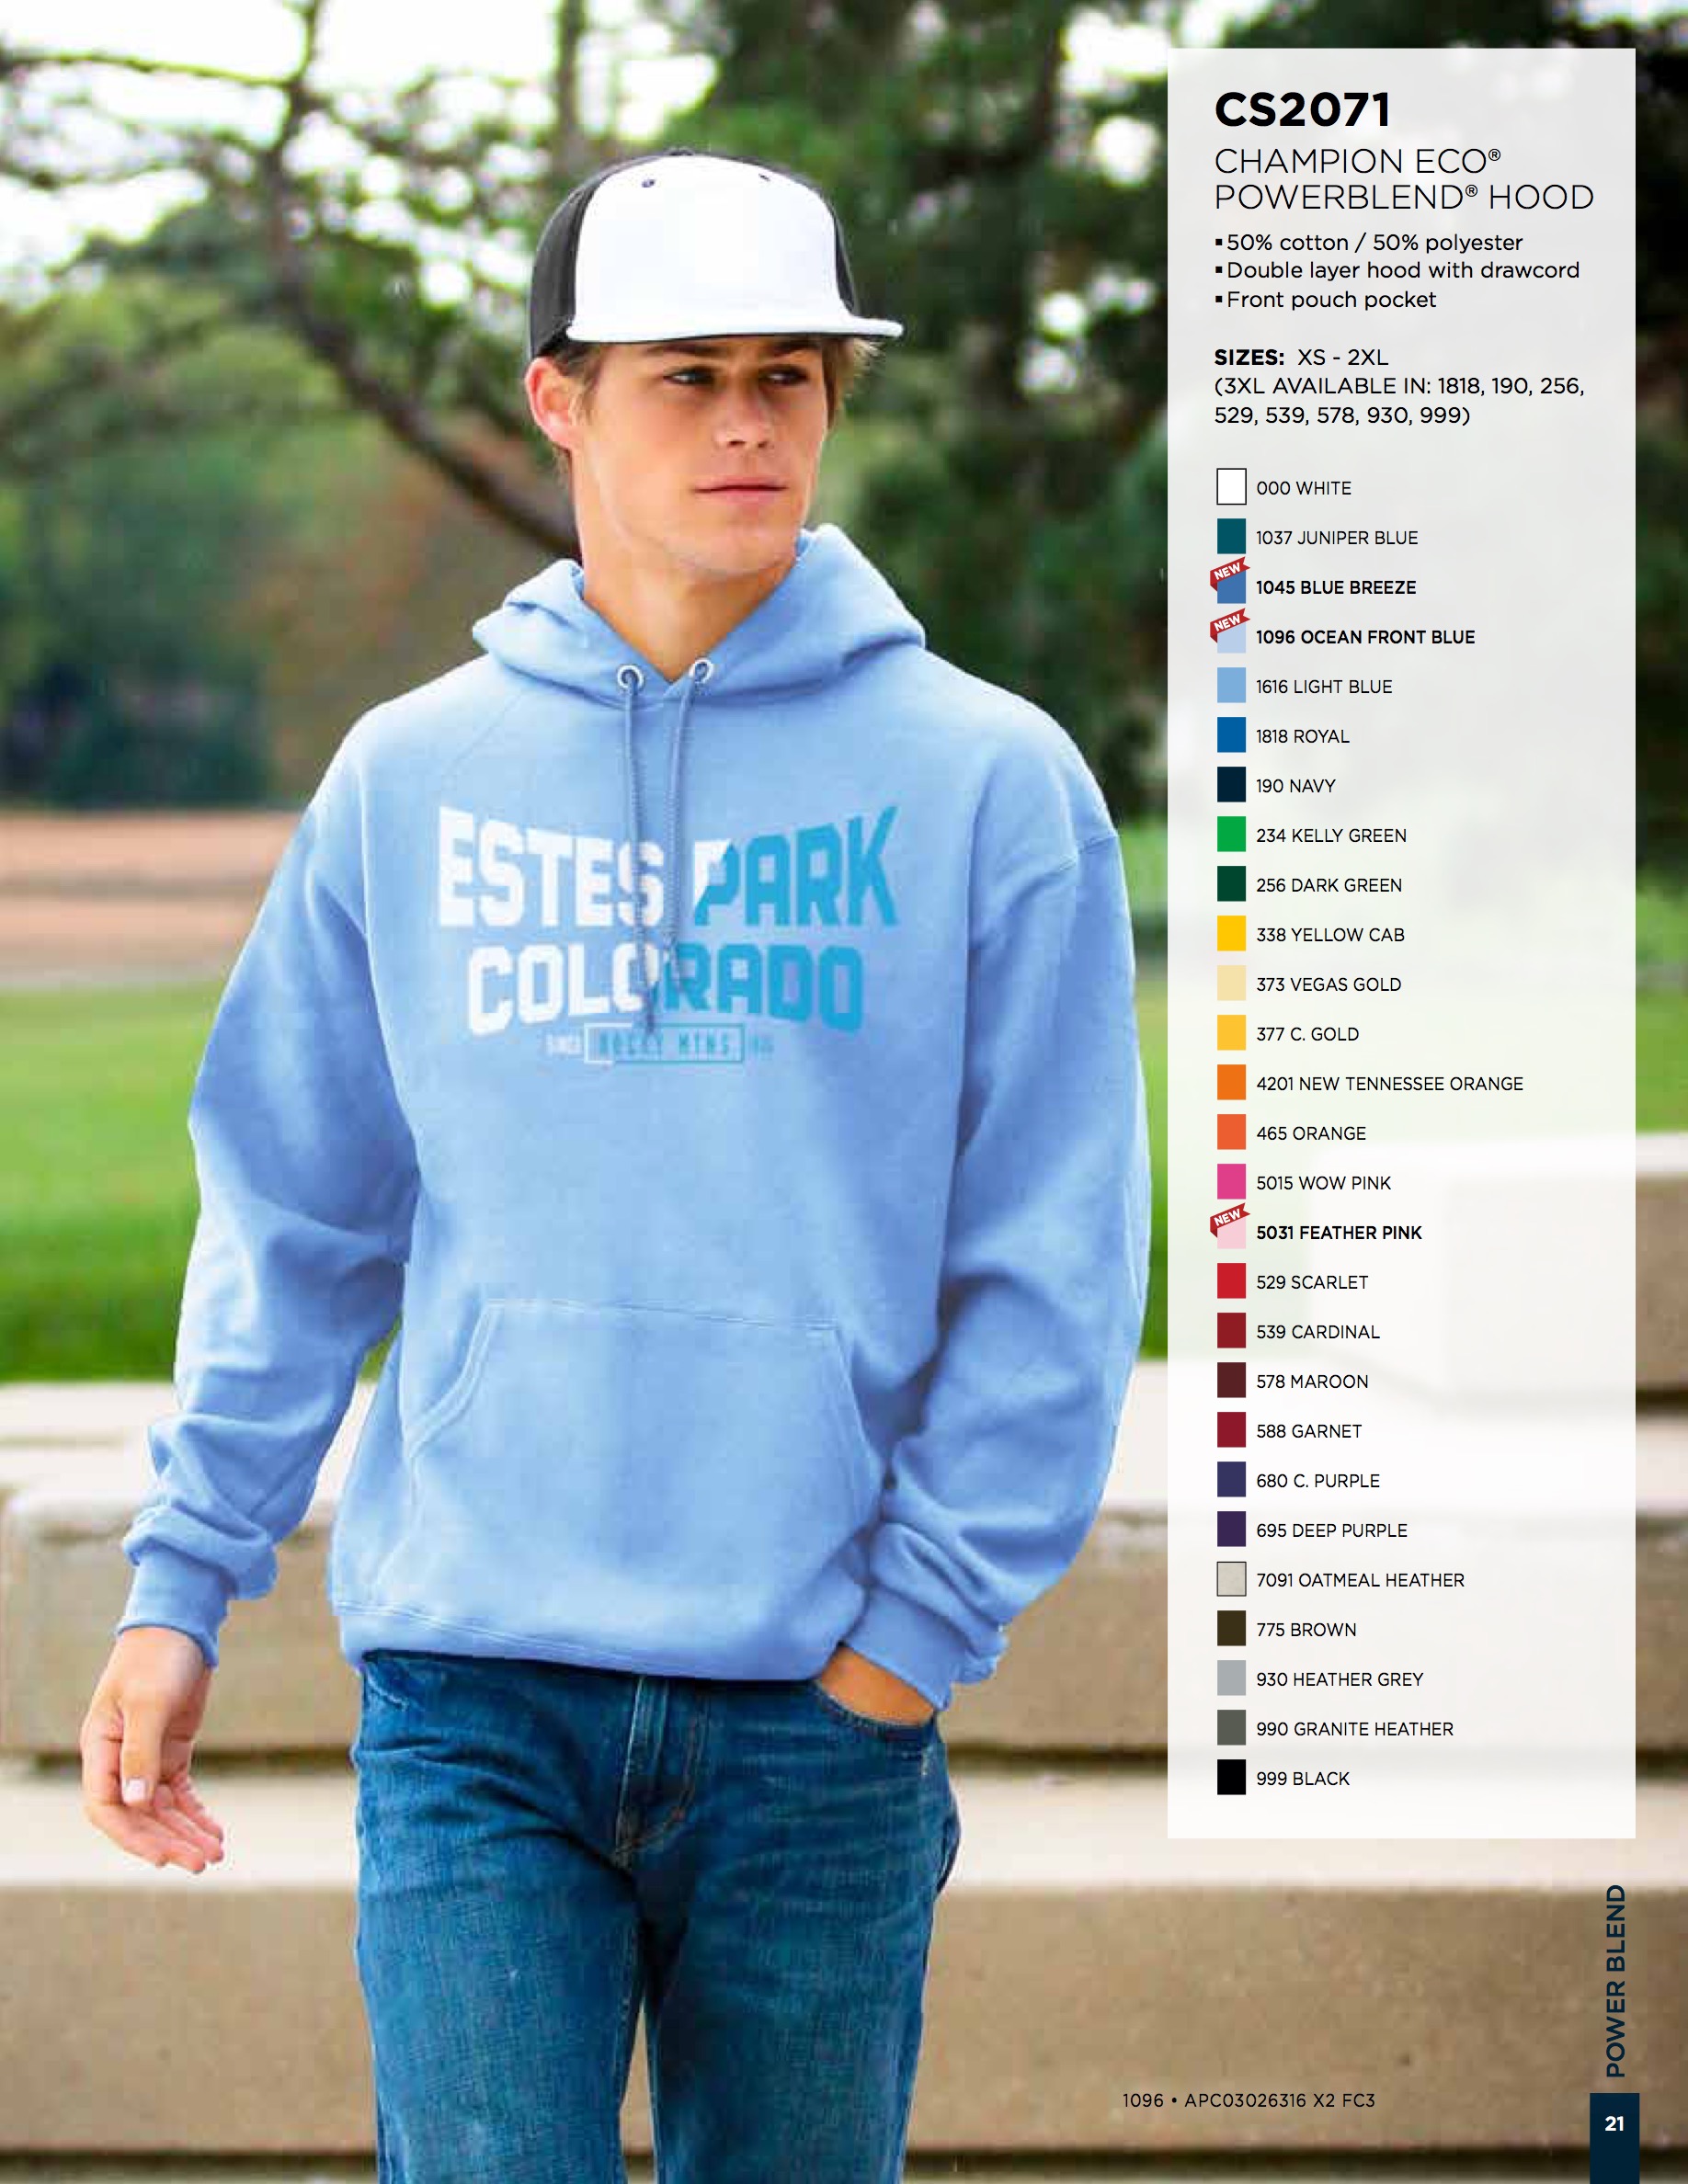 CS2071
CHAMPION ECO®
POWERBLEND® HOOD
▪ 50% cotton / 50% polyester
▪ Double layer hood with drawcord
▪ Front pouch pocket
SIZES: XS - 2XL
(3XL AVAILABLE IN: 1818, 190, 256,
529, 539, 578, 930, 999)
000 WHITE
1037 JUNIPER BLUE
NEW 1045 BLUE BREEZE
NEW 1096 OCEAN FRONT BLUE
1616 LIGHT BLUE
1818 ROYAL
190 NAVY
234 KELLY GREEN
256 DARK GREEN
338 YELLOW CAB
373 VEGAS GOLD
377 C. GOLD
4201 NEW TENNESSEE ORANGE
465 ORANGE
5015 WOW PINK
NEW 5031 FEATHER PINK
529 SCARLET
539 CARDINAL
578 MAROON
588 GARNET
680 C. PURPLE
695 DEEP PURPLE
7091 OATMEAL HEATHER
775 BROWN
930 HEATHER GREY
990 GRANITE HEATHER
999 BLACK
ESTES PARK
COLORADO
SINCE ROCKY MTNS
1096 • APC03026316 X2 FC3
POWER BLEND
21